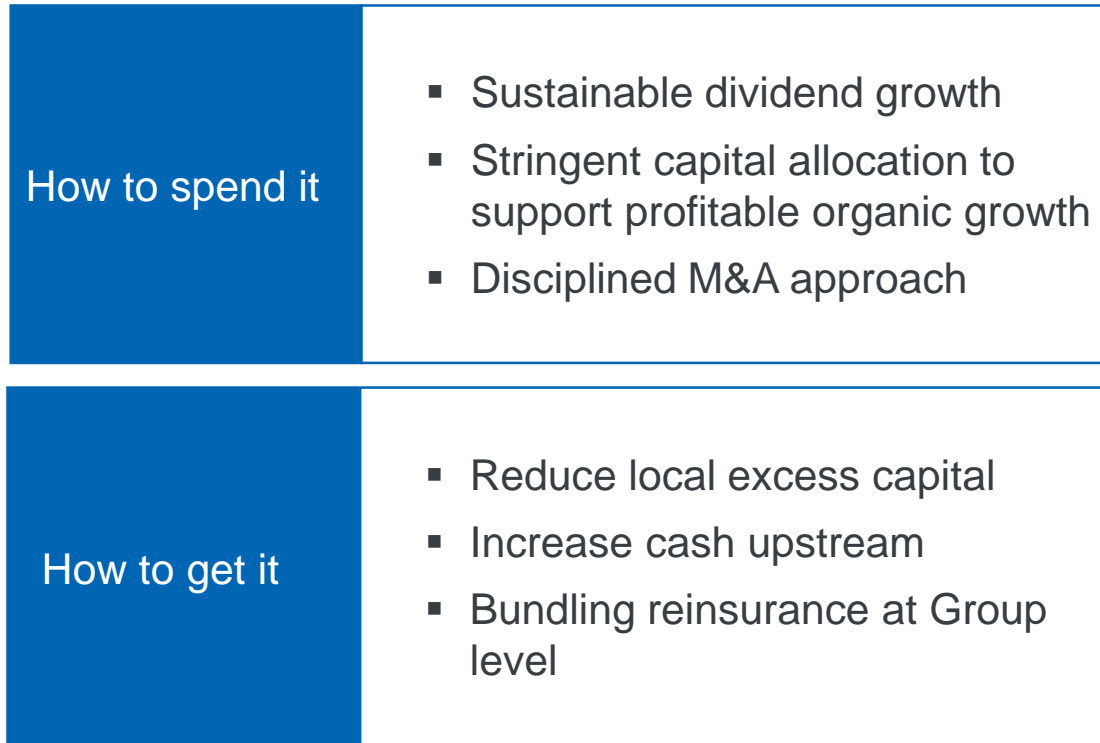 How to spend it
▪ Sustainable dividend growth
▪ Stringent capital allocation to
support profitable organic growth
▪ Disciplined M&A approach
How to get it
▪ Reduce local excess capital
▪ Increase cash upstream
▪ Bundling reinsurance at Group
level